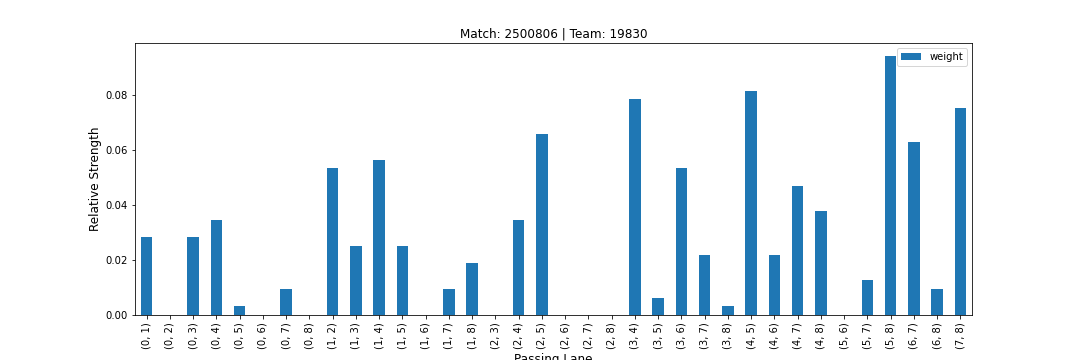 Match: 2500806 | Team: 19830
weight
Relative Strength
0.08
0.06
0.04
0.02
0.00
(0, 1) (0, 2) (0, 3) (0, 4) (0, 5) (0, 6) (0, 7) (0, 8) (1, 2) (1, 3) (1, 4) (1, 5) (1, 6) (1, 7) (1, 8) (2, 3) (2, 4) (2, 5) (2, 6) (2, 7) (2, 8) (3, 4) (3, 5) (3, 6) (3, 7) (3, 8) (4, 5) (4, 6) (4, 7) (4, 8) (5, 6) (5, 7) (5, 8) (6, 7) (6, 8) (7, 8)
Passing Lane